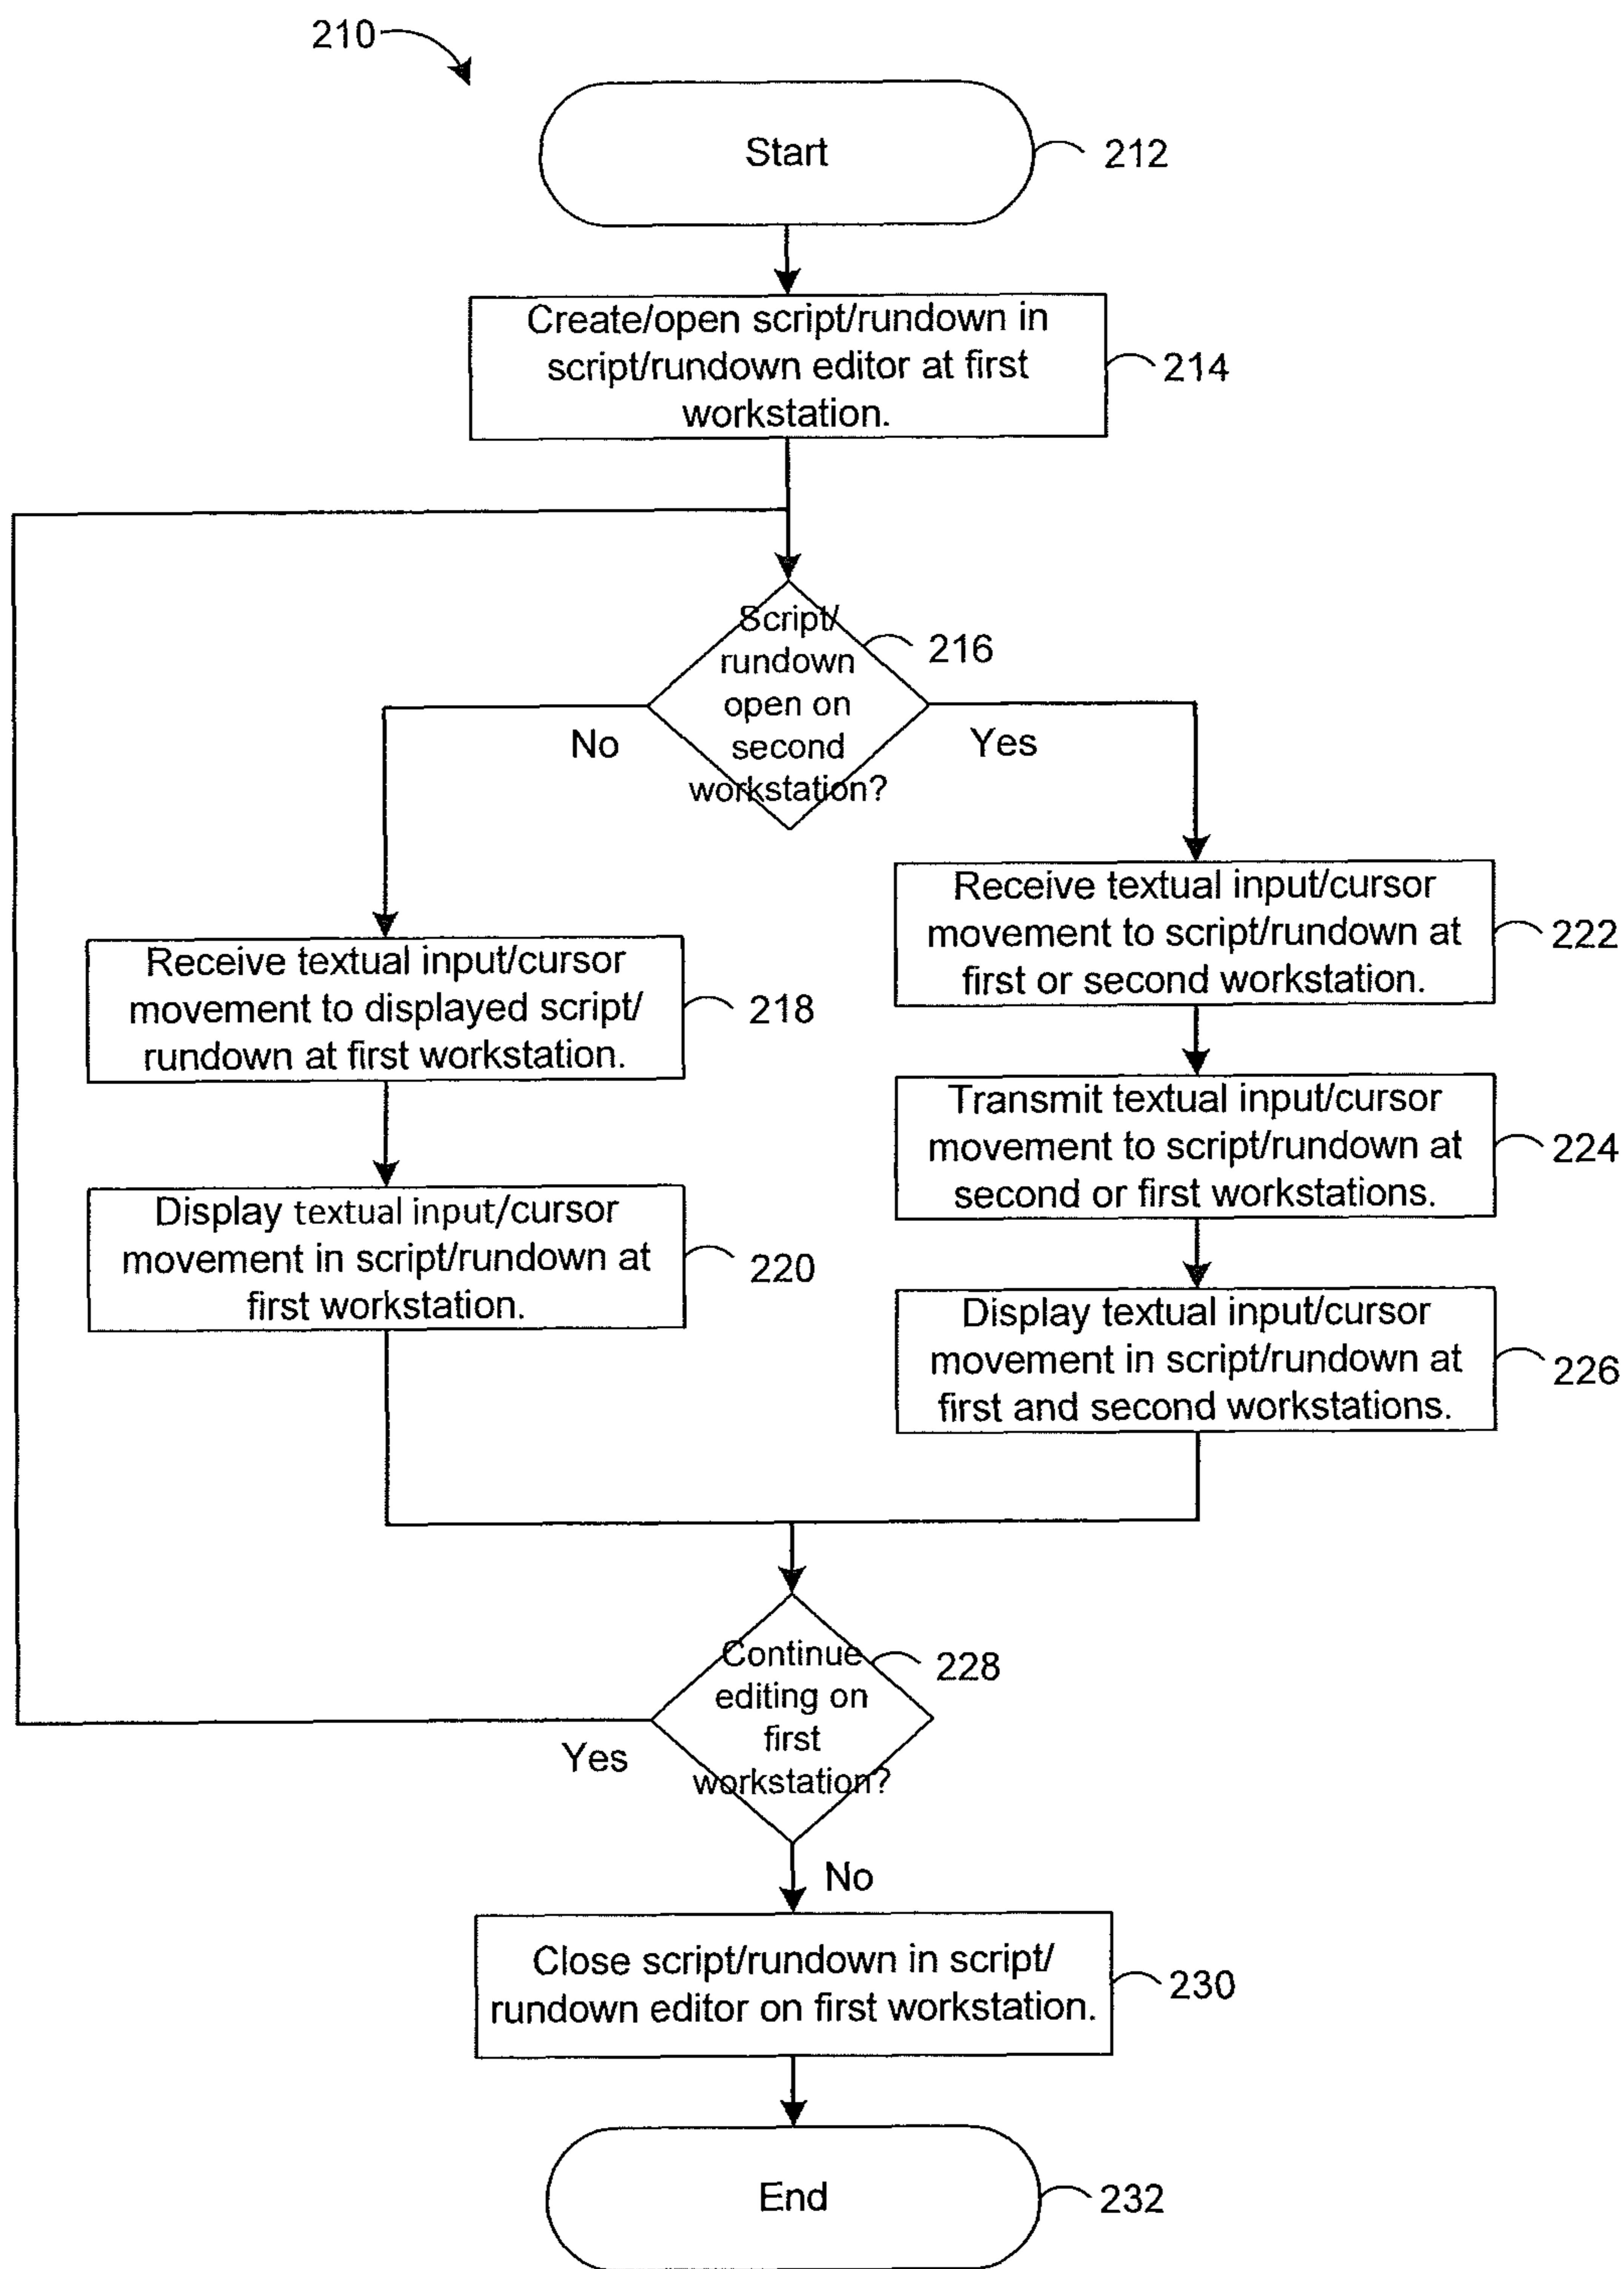 210
Start
212
Create/open script/rundown in
script/rundown editor at first
workstation.
214
Script/
rundown
open on
second
workstation?
216
No
Yes
Receive textual input/cursor
movement to displayed script/
rundown at first workstation.
218
Display textual input/cursor
movement in script/rundown at
first workstation.
220
Receive textual input/cursor
movement to script/rundown at
first or second workstation.
222
Transmit textual input/cursor
movement to script/rundown at
second or first workstations.
224
Display textual input/cursor
movement in script/rundown at
first and second workstations.
226
Continue
editing on
first
workstation?
228
Yes
No
Close script/rundown in script/
rundown editor on first workstation.
230
End
232